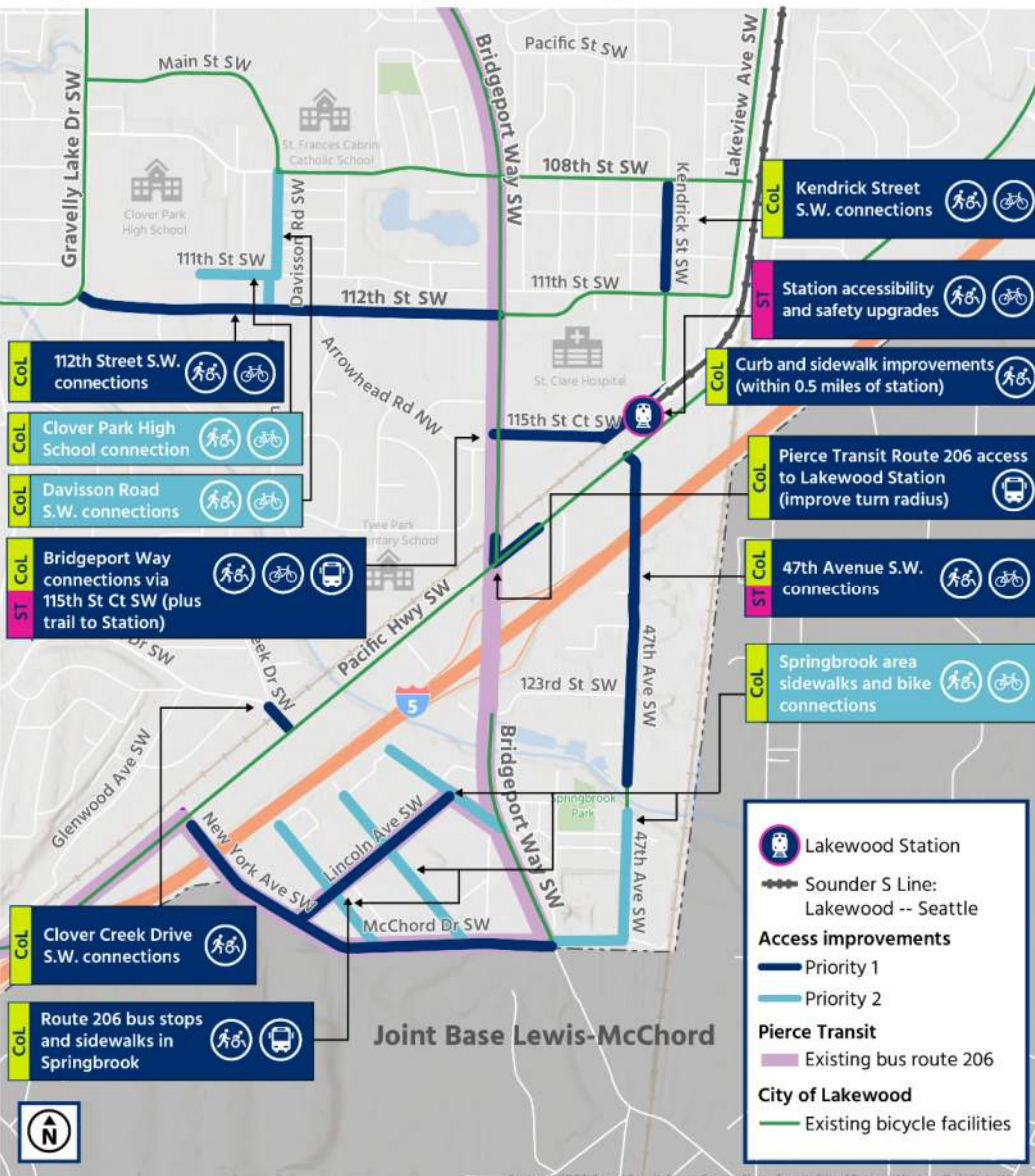 Main St SW
Pacific St SW
Gravelly Lake Dr SW
Bridgeport Way SW
Lakeview Ave SW
St. Frances Cabrini
Catholic School
Clover Park
High School
Davisson Rd SW
108th St SW
Kendrick St SW
CoL
Kendrick Street
S.W. connections
111th St SW
111th St SW
112th St SW
ST
Station accessibility
and safety upgrades
CoL
112th Street S.W.
connections
Arrowhead Rd NW
St. Clare Hospital
CoL
Curb and sidewalk improvements
(within 0.5 miles of station)
CoL
Clover Park High
School connection
115th St Ct SW
CoL
Pierce Transit Route 206 access
to Lakewood Station
(improve turn radius)
CoL
Davisson Road
S.W. connections
Tyee Park
entary School
CoL
ST
Bridgeport Way
connections via
115th St Ct SW (plus
trail to Station)
Pacific Hwy SW
CoL
ST
47th Avenue S.W.
connections
Dr SW
eek Dr SW
5
123rd St SW
47th Ave SW
CoL
Springbrook area
sidewalks and bike
connections
Glenwood Ave SW
Bridgeport Way SW
Springbrook
Park
New York Ave SW
Lincoln Ave SW
47th Ave SW
McChord Dr SW
CoL
Clover Creek Drive
S.W. connections
CoL
Route 206 bus stops
and sidewalks in
Springbrook
Joint Base Lewis-McChord
N
Lakewood Station
Sounder S Line:
Lakewood -- Seattle
Access improvements
Priority 1
Priority 2
Pierce Transit
Existing bus route 206
City of Lakewood
Existing bicycle facilities